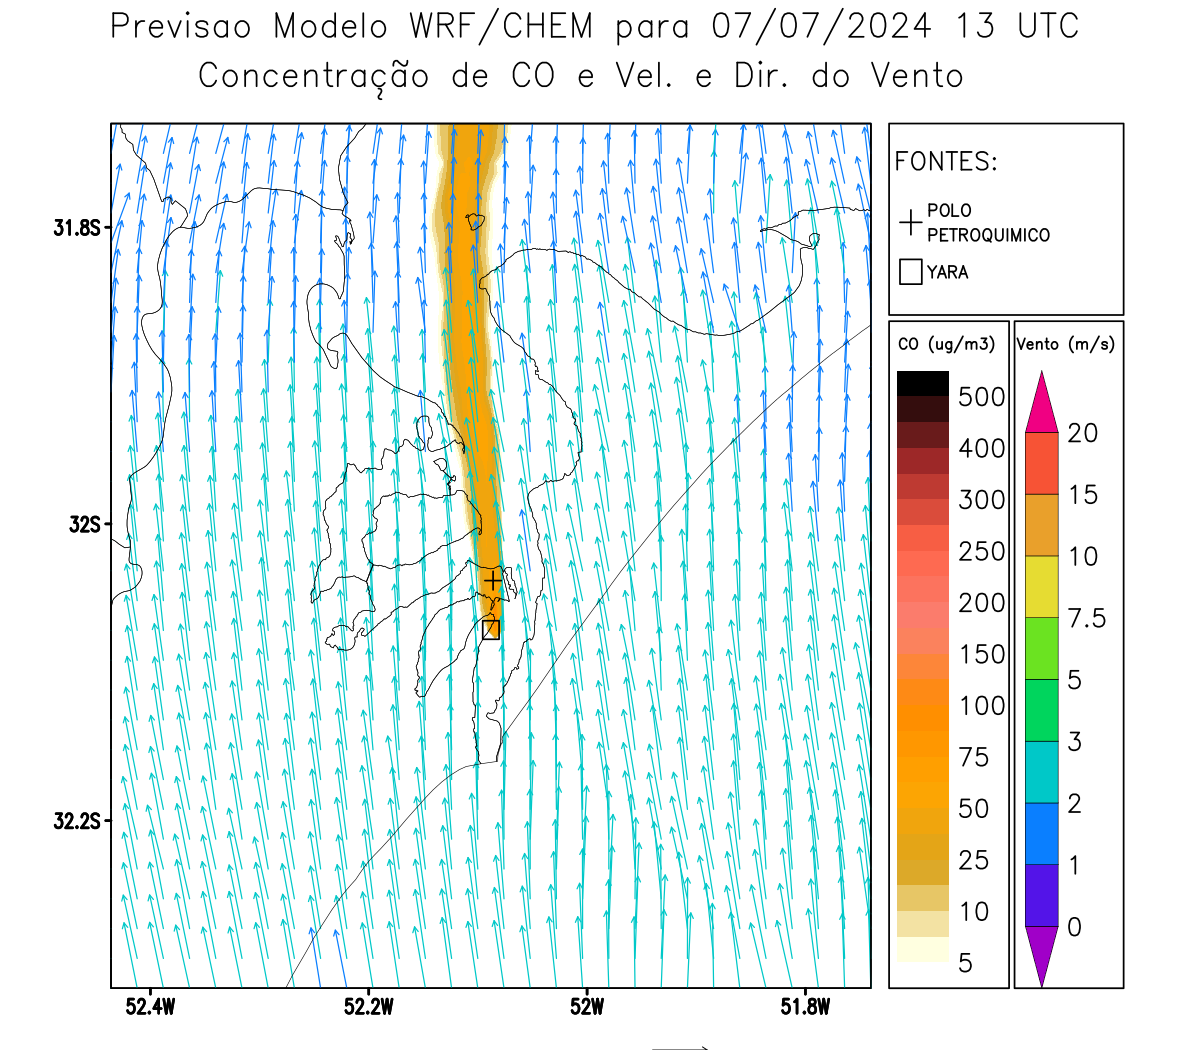 Previsao Modelo WRF/CHEM para 07/07/2024 13 UTC
Concentração de CO e Vel. e Dir. do Vento
FONTES:
POLO
PETROQUIMICO
YARA
31.8S
32S
32.2S
52.4W
52.2W
52W
51.8W
CO (ug/m3)
500
400
300
250
200
150
100
75
50
25
10
5
Vento (m/s)
20
15
10
7.5
5
3
2
1
0